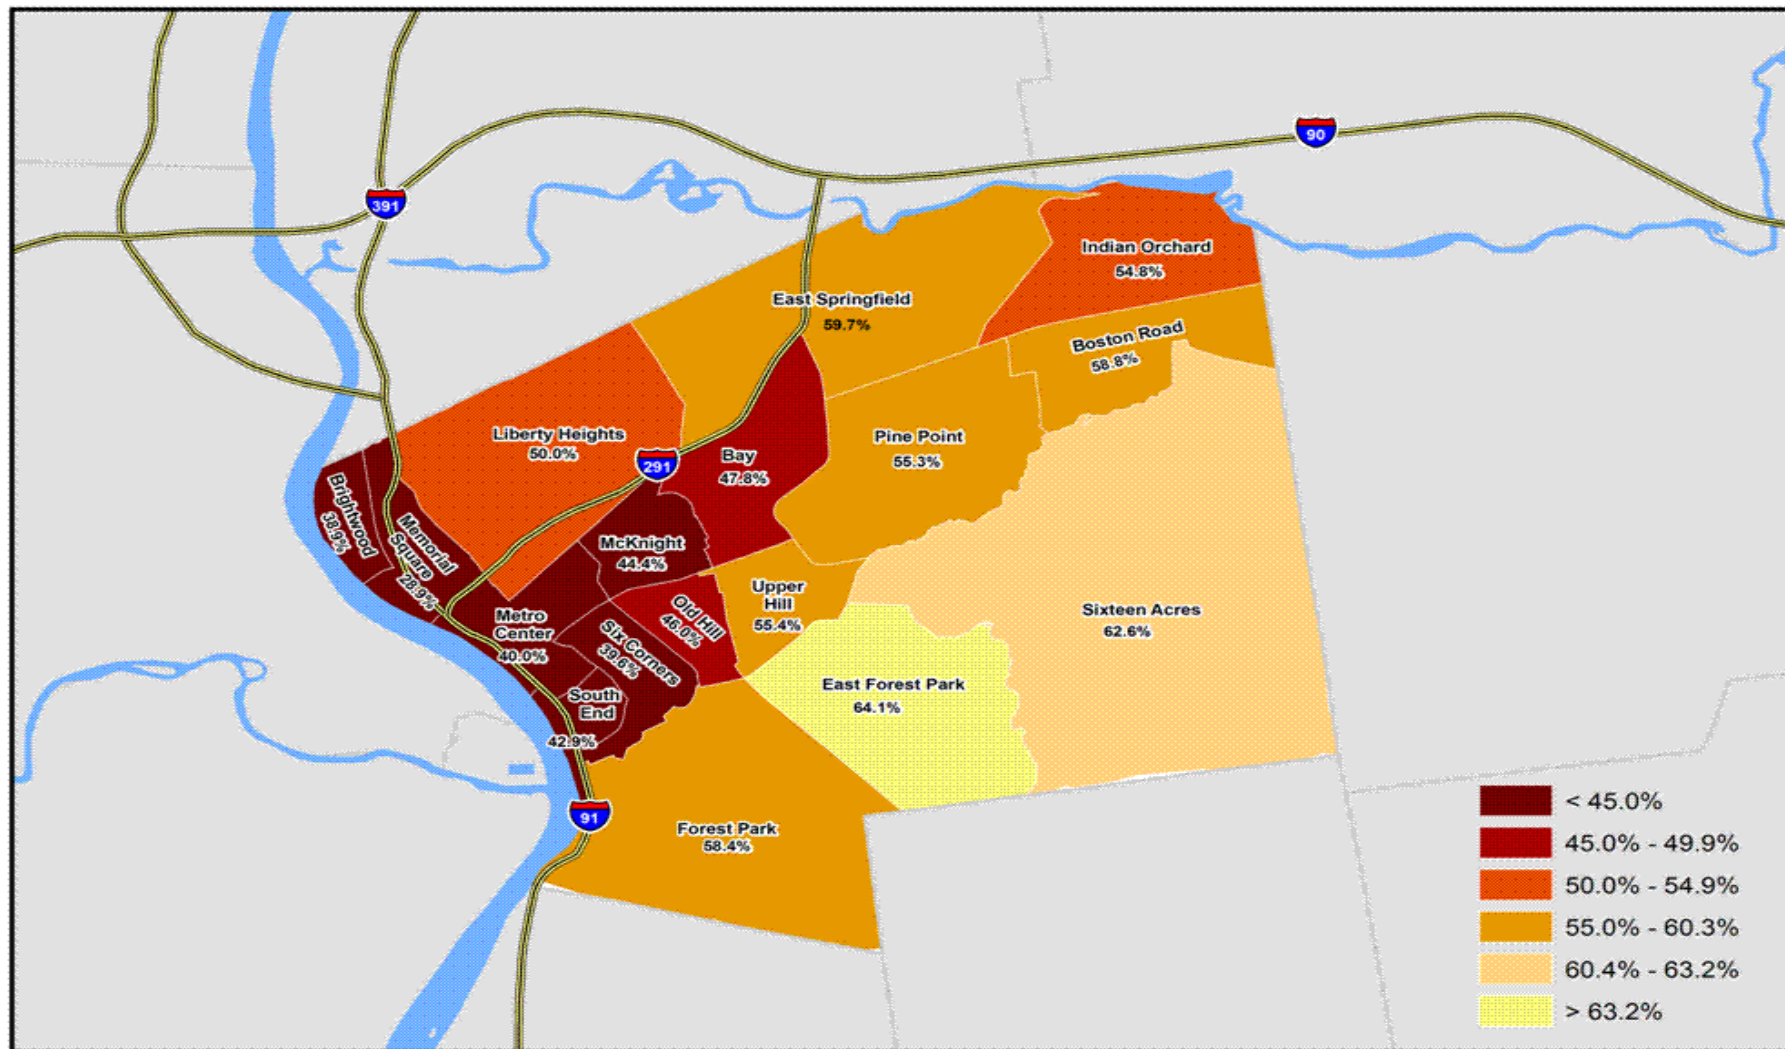 90
391
Indian Orchard
54.8%
East Springfield
59.7%
Boston Road
58.8%
Liberty Heights
50.0%
Pine Point
55.3%
Bay
47.8%
291
Brightwood
38.9%
Memorial
Square
28.9%
McKnight
44.4%
Upper
Hill
55.4%
Old Hill
46.0%
Metro
Center
40.0%
Six Corners
39.6%
Sixteen Acres
62.6%
East Forest Park
64.1%
South
End
42.9%
91
Forest Park
58.4%
< 45.0%
45.0% - 49.9%
50.0% - 54.9%
55.0% - 60.3%
60.4% - 63.2%
> 63.2%